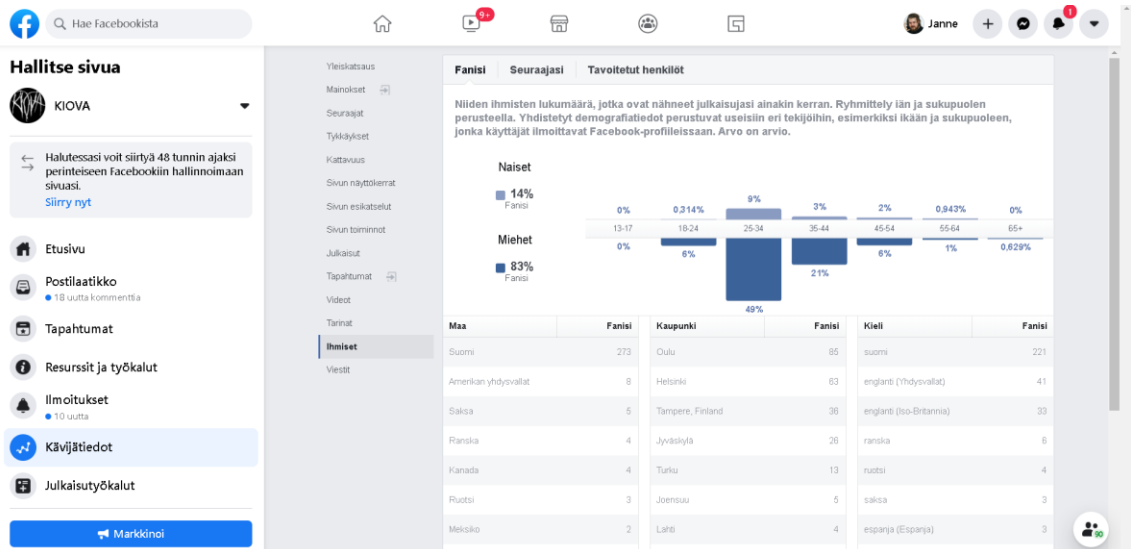 Hae Facebookista
9+
Janne
1
Hallitse sivua
KIOVA
Halutessasi voit siirtyä 48 tunnin ajaksi
perinteiseen Facebookiin hallinnoimaan
sivuasi.
Siirry nyt
Etusivu
Postilaatikko
18 uutta kommenttia
Tapahtumat
Resurssit ja työkalut
Ilmoitukset
10 uutta
Kävijätiedot
Julkaisutyökalut
Markkinoi
Yleiskatsaus
Mainokset
Seuraajat
Tykkäykset
Kattavuus
Sivun näyttökerrat
Sivun esikatselut
Sivun toiminnot
Julkaisut
Tapahtumat
Videot
Tarinat
Ihmiset
Viestit
Fanisi Seuraajasi Tavoitetut henkilöt
Niiden ihmisten lukumäärä, jotka ovat nähneet julkaisujasi ainakin kerran. Ryhmittely iän ja sukupuolen
perusteella. Yhdistetyt demografiatiedot perustuvat useisiin eri tekijöihin, esimerkiksi ikään ja sukupuoleen,
jonka käyttäjät ilmoittavat Facebook-profiileissaan. Arvo on arvio.
Naiset
14%
Fanisi
0% 0,314% 9% 3% 2% 0,943% 0%
13-17 18-24 25-34 35-44 45-54 55-64 65+
Miehet
83%
Fanisi
0% 6% 49% 21% 6% 1% 0,629%
Maa Fanisi Kaupunki Fanisi Kieli Fanisi
Suomi 273 Oulu 85 suomi 221
Amerikan yhdysvallat 8 Helsinki 63 englanti (Yhdysvallat) 41
Saksa 5 Tampere, Finland 36 englanti (Iso-Britannia) 33
Ranska 4 Jyväskylä 26 ranska 6
Kanada 4 Turku 13 ruotsi 4
Ruotsi 3 Joensuu 5 saksa 3
Meksiko 2 Lahti 4 espanja (Espanja) 3
90